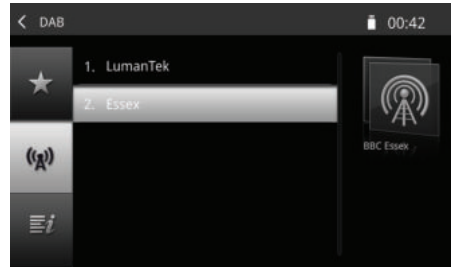 DAB 00:42
1. LumanTek
2. Essex
BBC Essex
i